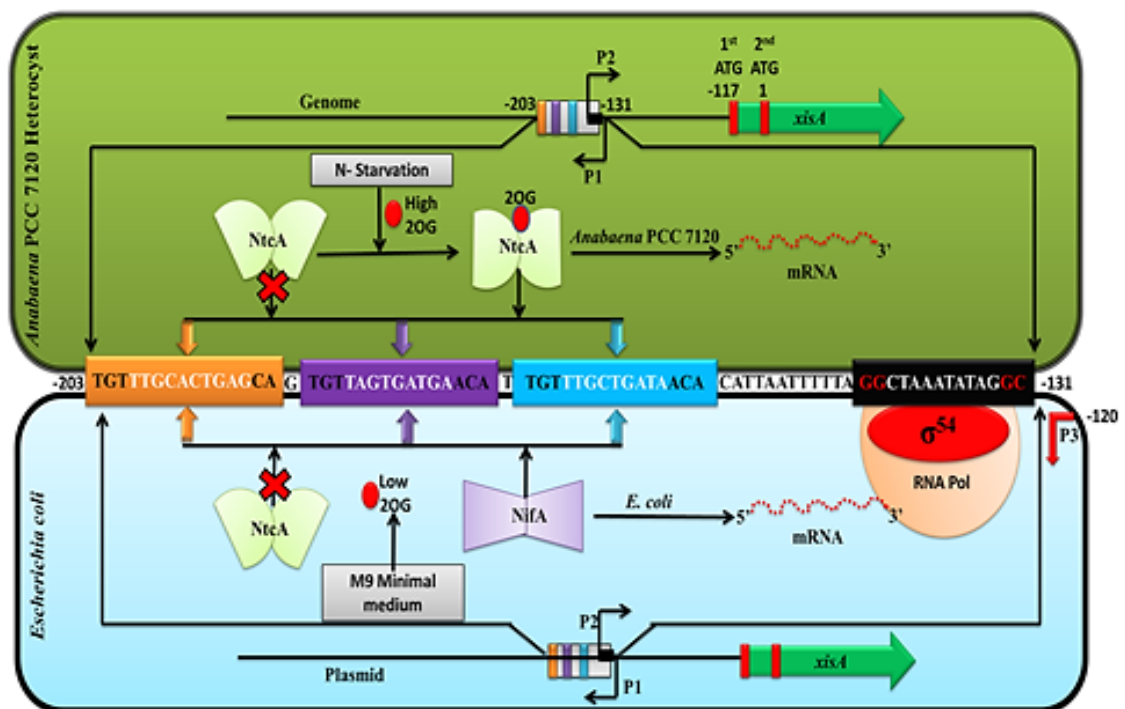 Anabaena PCC 7120 Heterocyst
1st
ATG
-117
2nd
ATG
1
P2
-203
-131
Genome
xisA
P1
N- Starvation
High
2OG
2OG
NtcA
NtcA
Anabaena PCC 7120
5’
3’
mRNA
-203
TGTTTGCACTGAGCA
G
TGTTAGTGATGAACA
T
TGTTTGCTGATAACA
CATTAATTTTTA
GGCTAAATATAGGC
-131
-120
P3
σ54
RNA Pol
Escherichia coli
Low
2OG
NtcA
NifA
E. coli
5’
3’
mRNA
M9 Minimal
medium
P2
Plasmid
xisA
P1